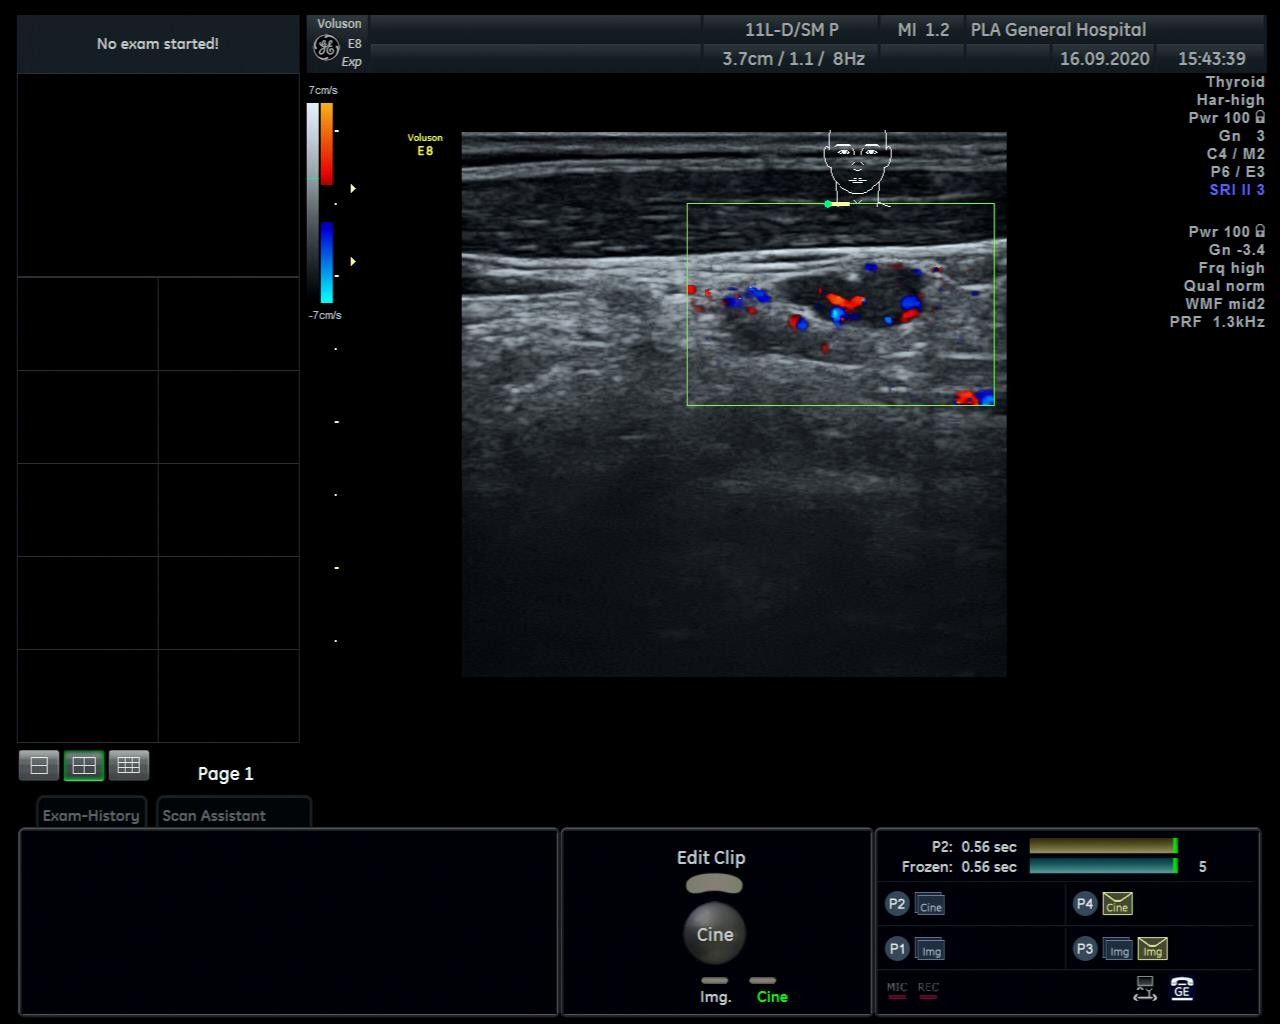 No exam started!
Voluson
E8
Exp
11L-D/SM P
MI 1.2
PLA General Hospital
3.7cm / 1.1 / 8Hz
16.09.2020
15:43:39
7cm/s
-7cm/s
Voluson
E8
Thyroid
Har-high
Pwr 100
Gn 3
C4 / M2
P6 / E3
SRI II 3
Pwr 100
Gn -3.4
Frq high
Qual norm
WMF mid2
PRF 1.3kHz
Page 1
Exam-History
Scan Assistant
Edit Clip
Cine
Img.
Cine
P2: 0.56 sec
Frozen: 0.56 sec
5
P2 Cine
P4 Cine
P1 Img
P3 Img Img
MIC REC
GE